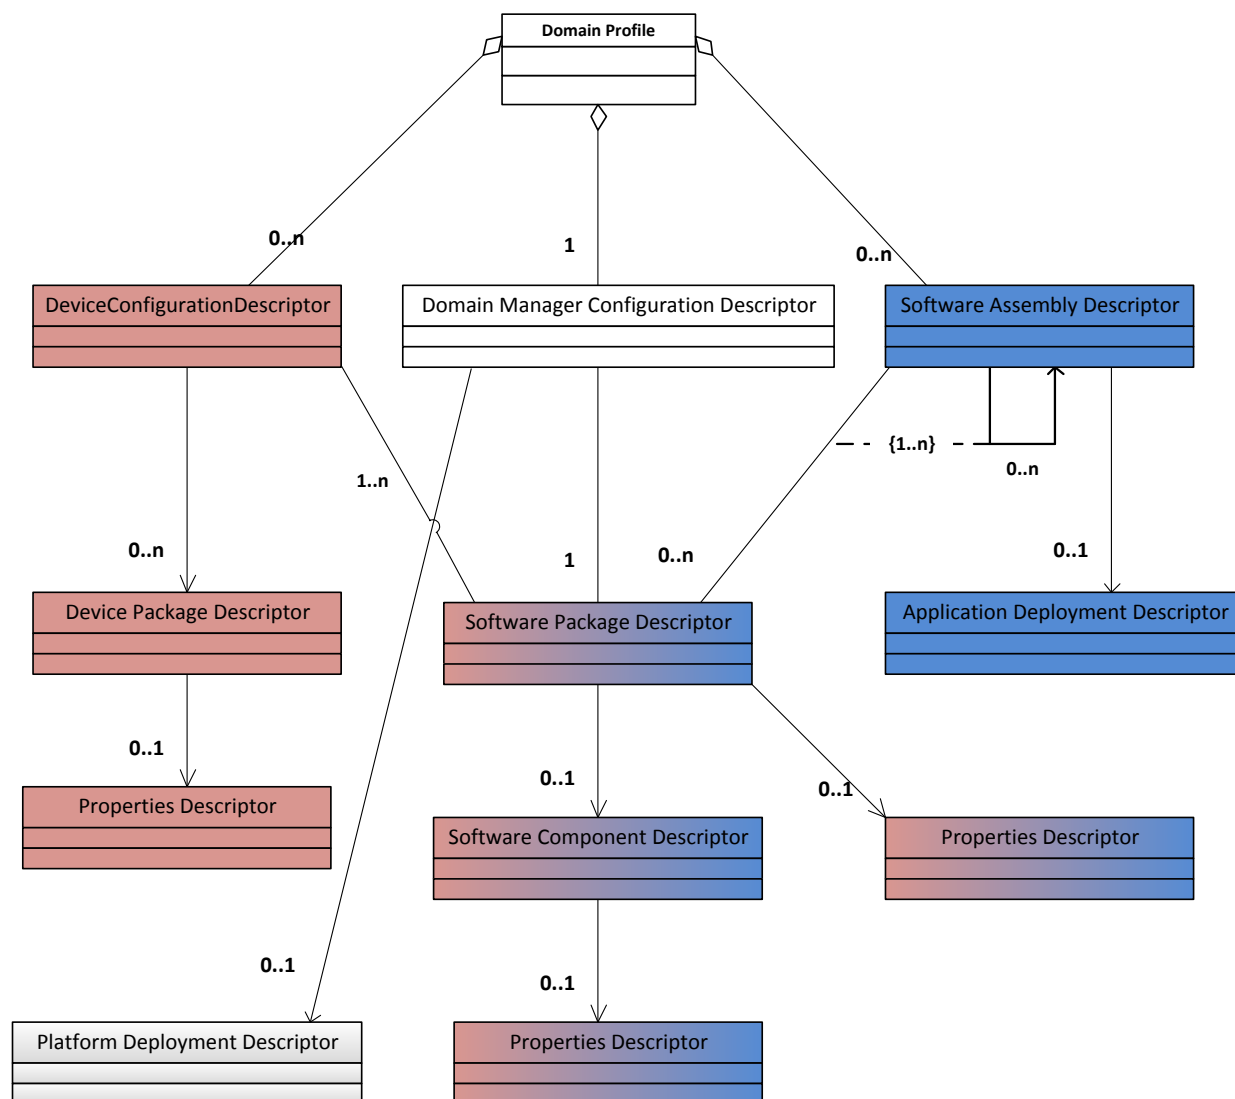 Domain Profile
0..n
1
0..n
DeviceConfigurationDescriptor
Domain Manager Configuration Descriptor
Software Assembly Descriptor
{1..n}
0..n
1..n
0..n
1
0..n
0..1
Device Package Descriptor
Software Package Descriptor
Application Deployment Descriptor
0..1
0..1
0..1
Properties Descriptor
Software Component Descriptor
Properties Descriptor
0..1
0..1
Platform Deployment Descriptor
Properties Descriptor